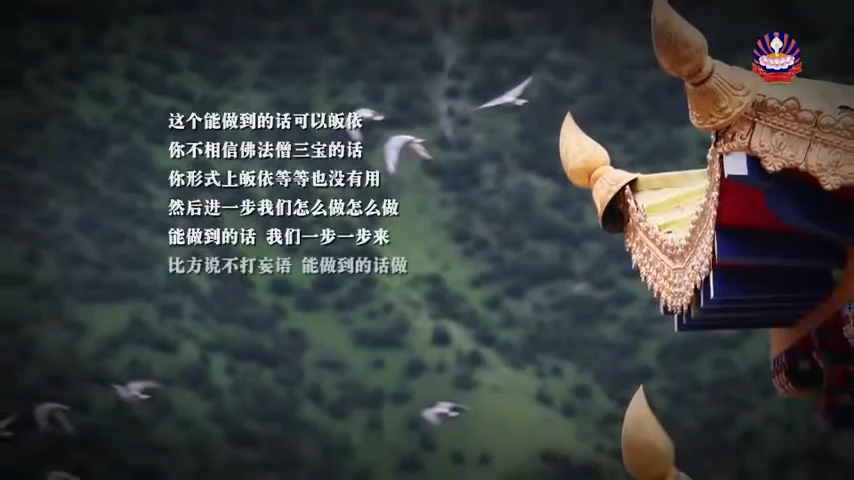 这个能做到的话可以皈依
你不相信佛法僧三宝的话
你形式上皈依等等也没有用
然后进一步我们怎么做怎么做
能做到的话 我们一步一步来
比方说不打妄语 能做到的话做